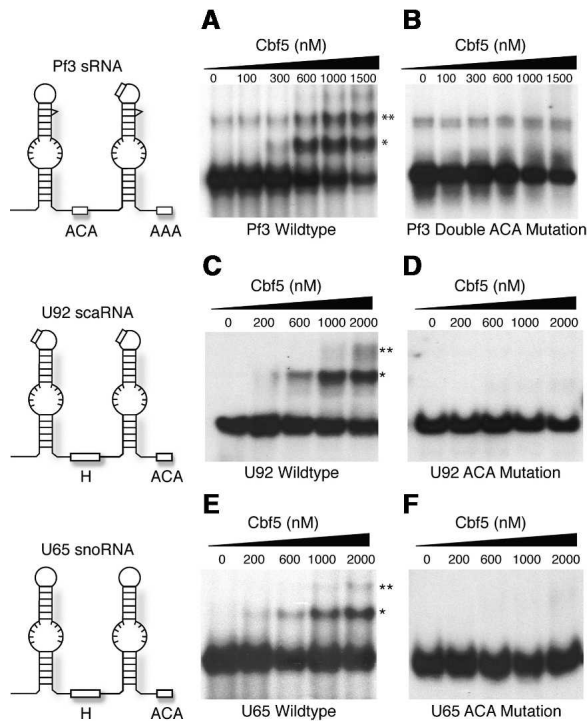 A
B
Cbf5 (nM)
Cbf5 (nM)
Pf3 sRNA
0 100 300 600 1000 1500
0 100 300 600 1000 1500
**
*
ACA AAA
Pf3 Wildtype
Pf3 Double ACA Mutation
C
D
Cbf5 (nM)
Cbf5 (nM)
U92 scaRNA
0 200 600 1000 2000
0 200 600 1000 2000
**
*
H ACA
U92 Wildtype
U92 ACA Mutation
E
F
Cbf5 (nM)
Cbf5 (nM)
U65 snoRNA
0 200 600 1000 2000
0 200 600 1000 2000
**
*
H ACA
U65 Wildtype
U65 ACA Mutation